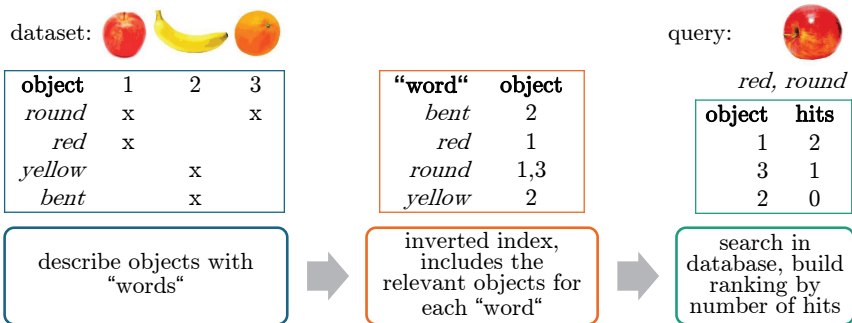 dataset:
object 1 2 3
round x x
red x
yellow x
bent x
describe objects with
“words“
“word“ object
bent 2
red 1
round 1,3
yellow 2
inverted index,
includes the
relevant objects for
each “word“
query:
red, round
object hits
1 2
3 1
2 0
search in
database, build
ranking by
number of hits